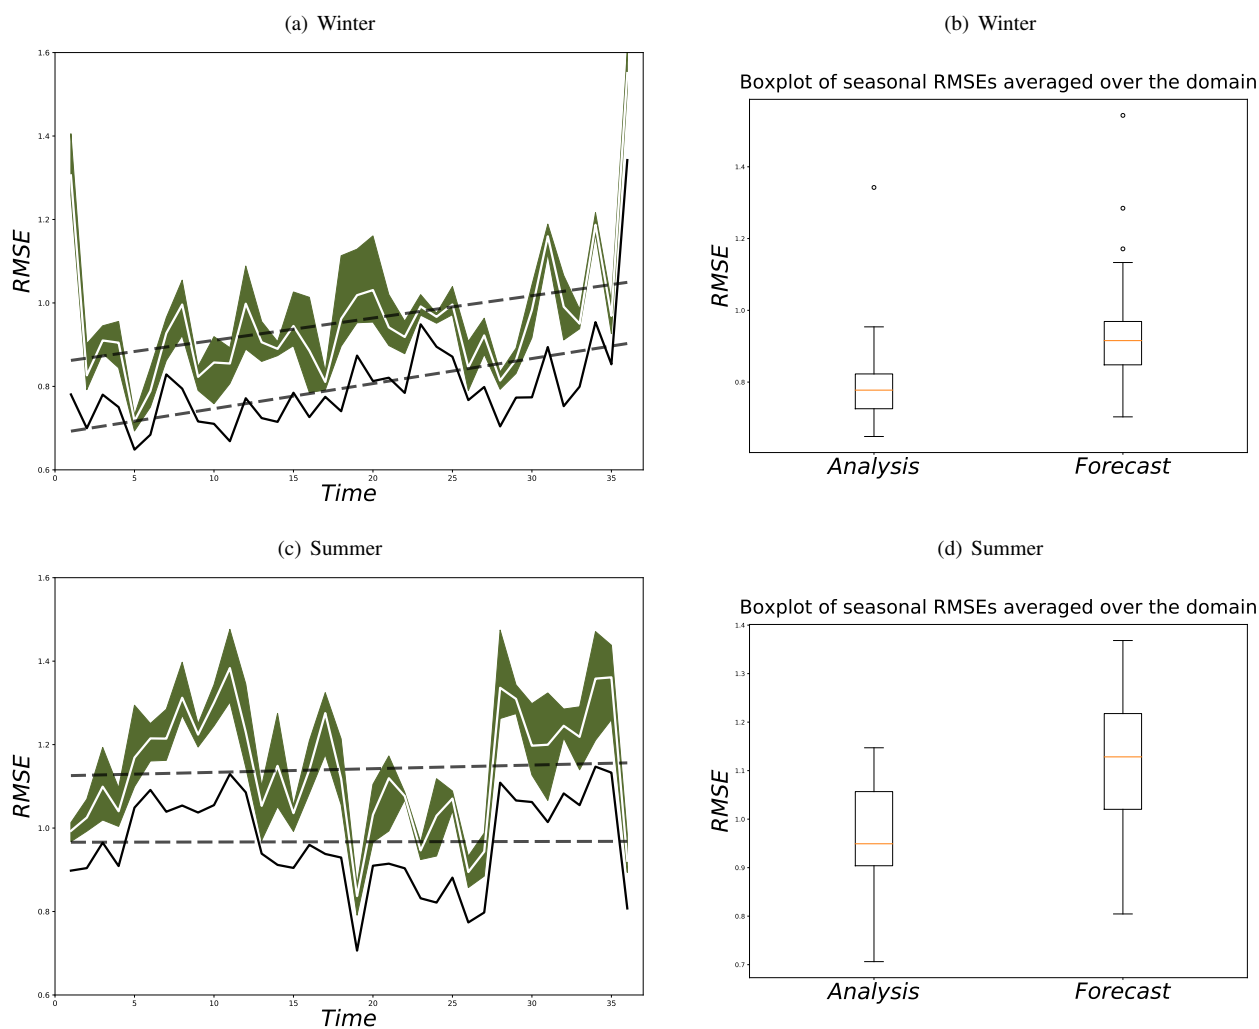 (a) Winter
1.6
1.4
1.2
1.0
0.8
0.6
RMSE
0 5 10 15 20 25 30 35
Time
(b) Winter
Boxplot of seasonal RMSEs averaged over the domain
1.4
1.2
1.0
0.8
RMSE
Analysis Forecast
(c) Summer
1.6
1.4
1.2
1.0
0.8
0.6
RMSE
0 5 10 15 20 25 30 35
Time
(d) Summer
Boxplot of seasonal RMSEs averaged over the domain
1.4
1.3
1.2
1.1
1.0
0.9
0.8
0.7
RMSE
Analysis Forecast